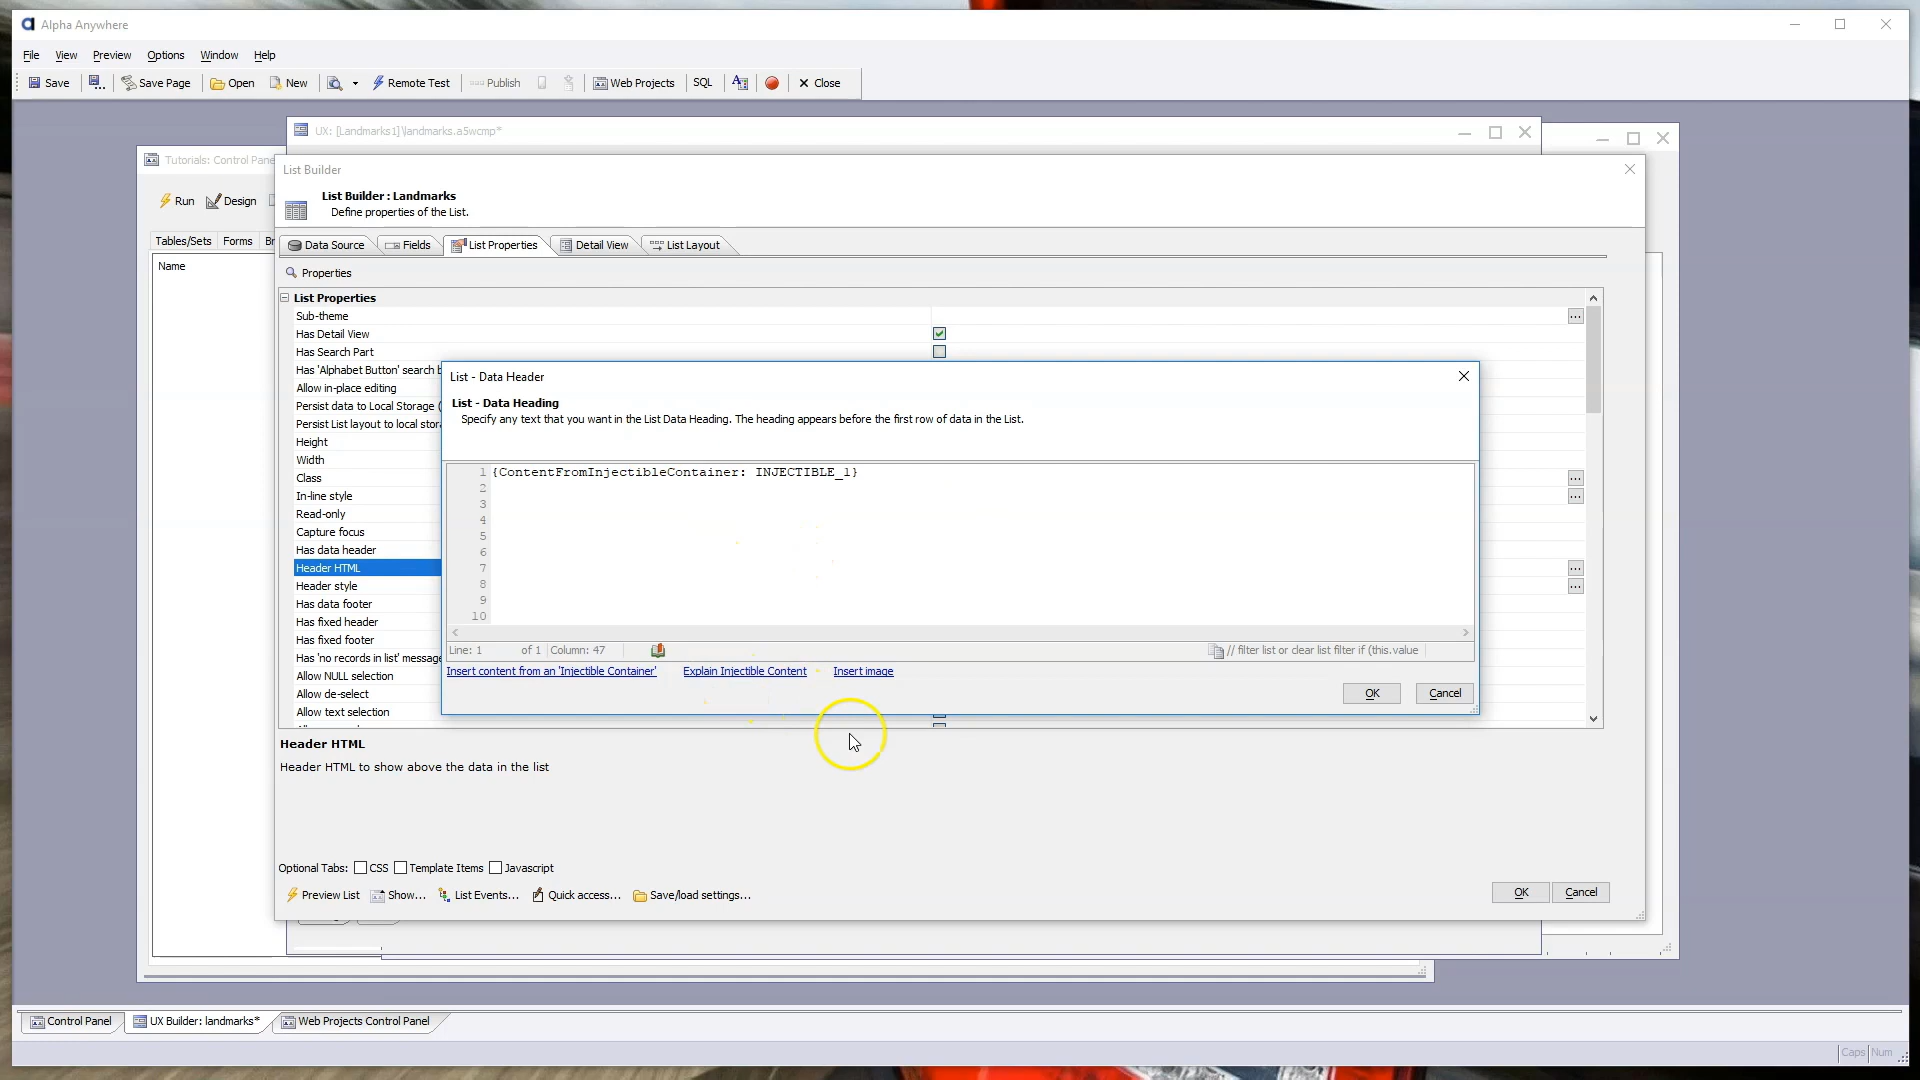 Alpha Anywhere
File View Preview Options Window Help
Save Save Page Open New Remote Test Publish Web Projects SQL Close
UX: [Landmarks1]\landmarks.a5wcmp*
Tutorials: Control Pane
Run Design
Tables/Sets Forms Br
Name
List Builder
List Builder : Landmarks
Define properties of the List.
Data Source Fields List Properties Detail View List Layout
Properties
List Properties
Sub-theme
Has Detail View
Has Search Part
Has 'Alphabet Button' search b
Allow in-place editing
Persist data to Local Storage (
Persist List layout to local stora
Height
Width
Class
In-line style
Read-only
Capture focus
Has data header
Header HTML
Header style
Has data footer
Has fixed header
Has fixed footer
Has 'no records in list' message
Allow NULL selection
Allow de-select
Allow text selection
List - Data Header
List - Data Heading
Specify any text that you want in the List Data Heading. The heading appears before the first row of data in the List.
1 {ContentFromInjectibleContainer: INJECTIBLE_1}
2
3
4
5
6
7
8
9
10
Line: 1 of 1 Column: 47 // filter list or clear list filter if (this.value
Insert content from an 'Injectible Container' Explain Injectible Content Insert image
OK Cancel
Header HTML
Header HTML to show above the data in the list
Optional Tabs: CSS Template Items Javascript
Preview List Show... List Events... Quick access... Save/load settings...
OK Cancel
Control Panel UX Builder: landmarks* Web Projects Control Panel
Caps Num